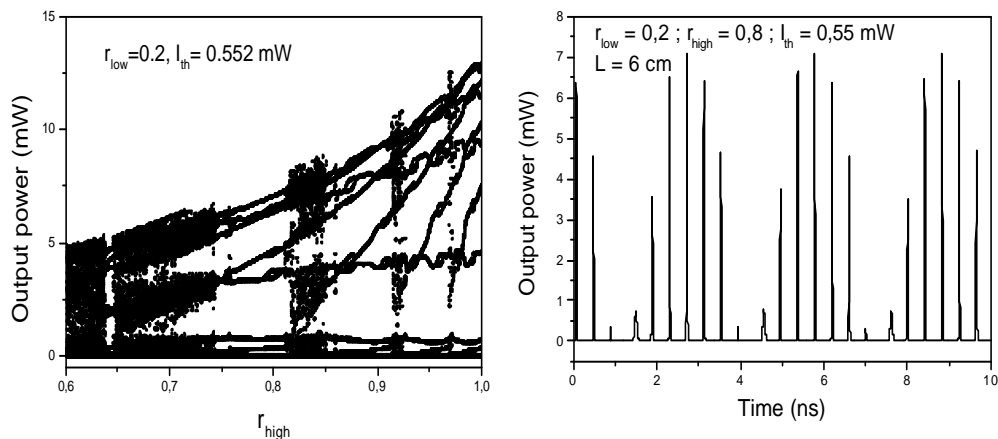 r_low=0.2, I_th= 0.552 mW
Output power (mW)
15
10
5
0
0,6 0,7 0,8 0,9 1,0
r_high
r_low = 0,2 ; r_high = 0,8 ; I_th = 0,55 mW
L = 6 cm
Output power (mW)
8
7
6
5
4
3
2
1
0
0 2 4 6 8 10
Time (ns)